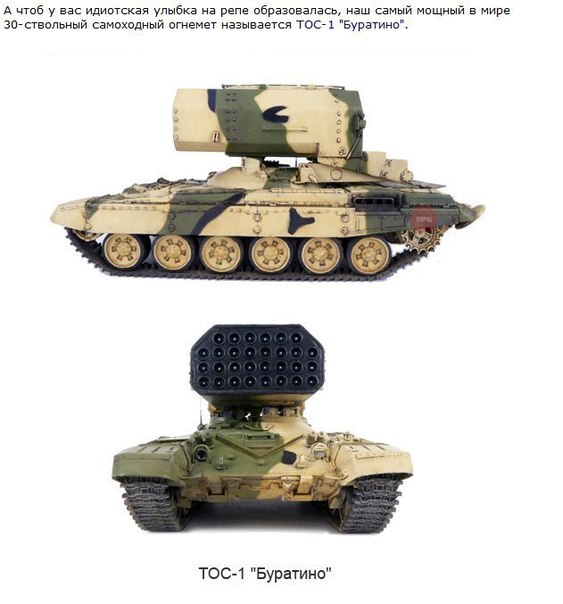 А чтоб у вас идиотская улыбка на репе образовалась, наш самый мощный в мире
30-ствольный самоходный огнемет называется ТОС-1 "Буратино".
ТОС-1 "Буратино"